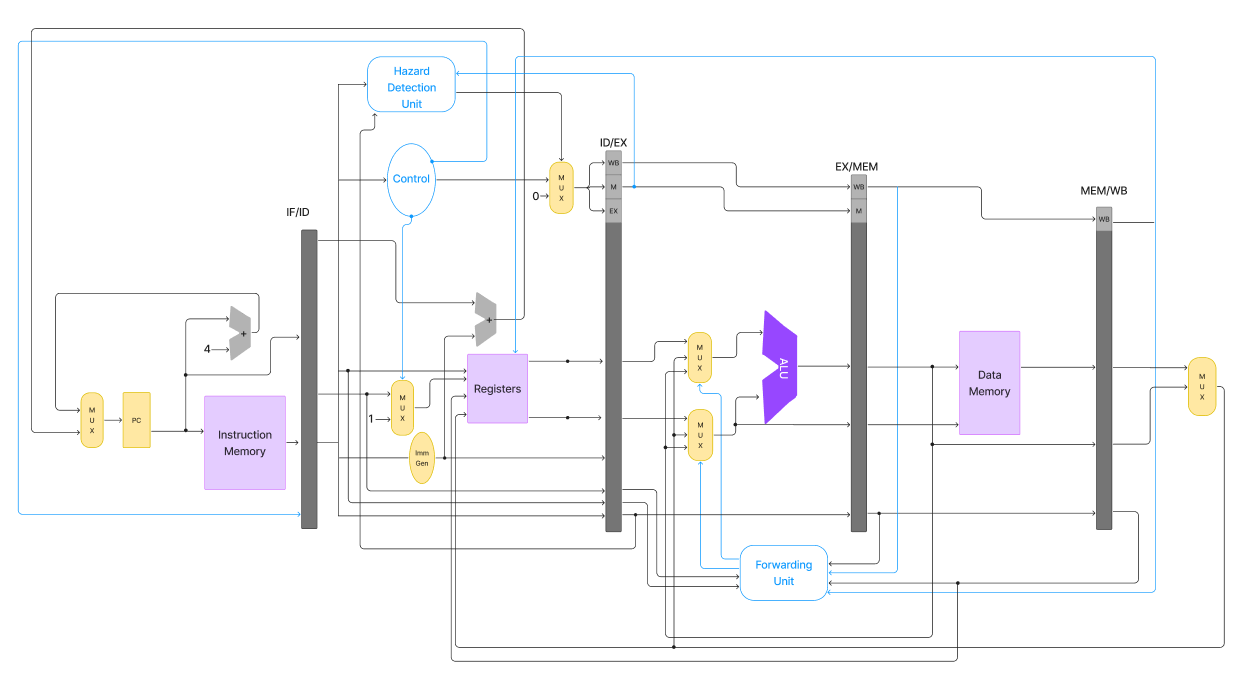 Hazard
Detection
Unit
ID/EX
EX/MEM
MEM/WB
IF/ID
Control
M
U
X
0
WB
M
EX
WB
M
WB
4
+
+
M
U
X
PC
Instruction
Memory
1
M
U
X
Imm
Gen
Registers
M
U
X
M
U
X
ALU
Data
Memory
M
U
X
Forwarding
Unit